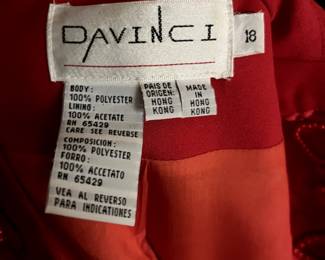 DAVINCI
18
BODY:
100% POLYESTER
LINING:
100% ACETATE
RN 65429
CARE SEE REVERSE
COMPOSICION:
100% POLYESTER
FORRO:
100% ACETATO
RN 65429
VEA AL REVERSO
PARA INDICATIONES
PAIS DE
ORIGEN:
HONG
KONG
MADE
IN
HONG
KONG